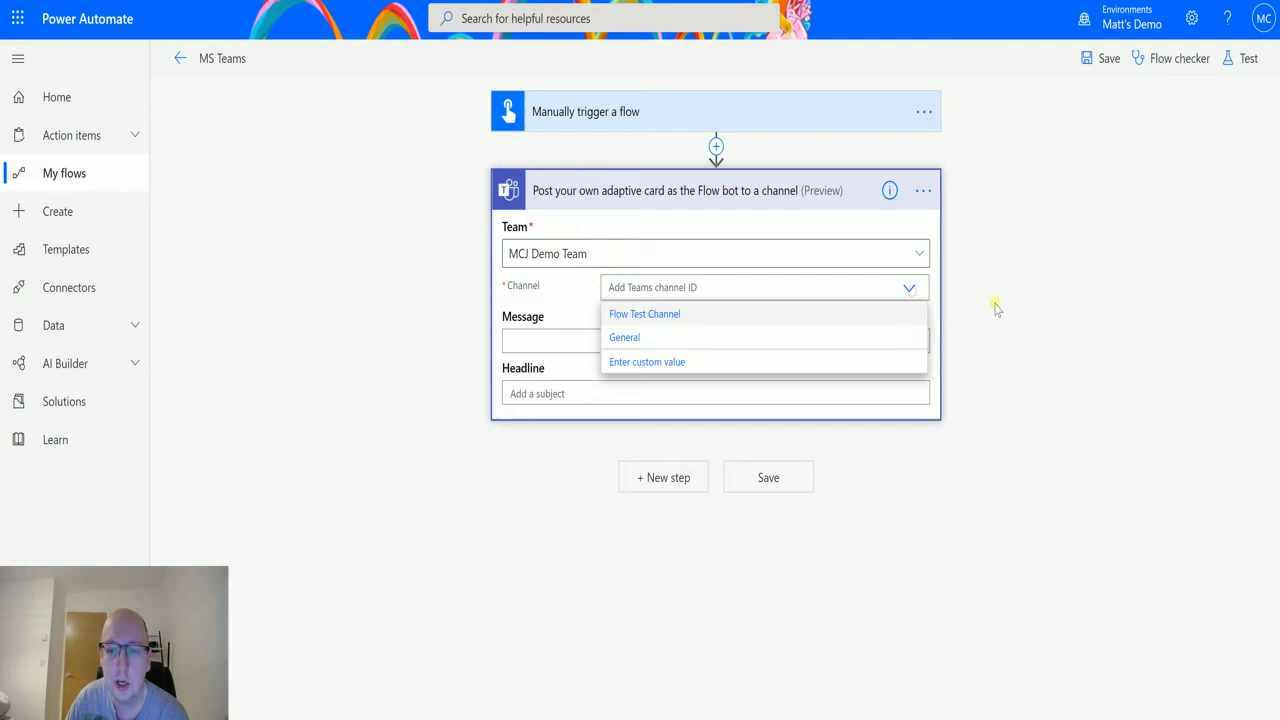 Power Automate
Search for helpful resources
Environments
Matt's Demo
?
MC
MS Teams
Save
Flow checker
Test
Home
Action items
My flows
Create
Templates
Connectors
Data
AI Builder
Solutions
Learn
Manually trigger a flow
Post your own adaptive card as the Flow bot to a channel (Preview)
Team *
MCJ Demo Team
* Channel
Add Teams channel ID
Flow Test Channel
General
Enter custom value
Message
Headline
Add a subject
+ New step
Save